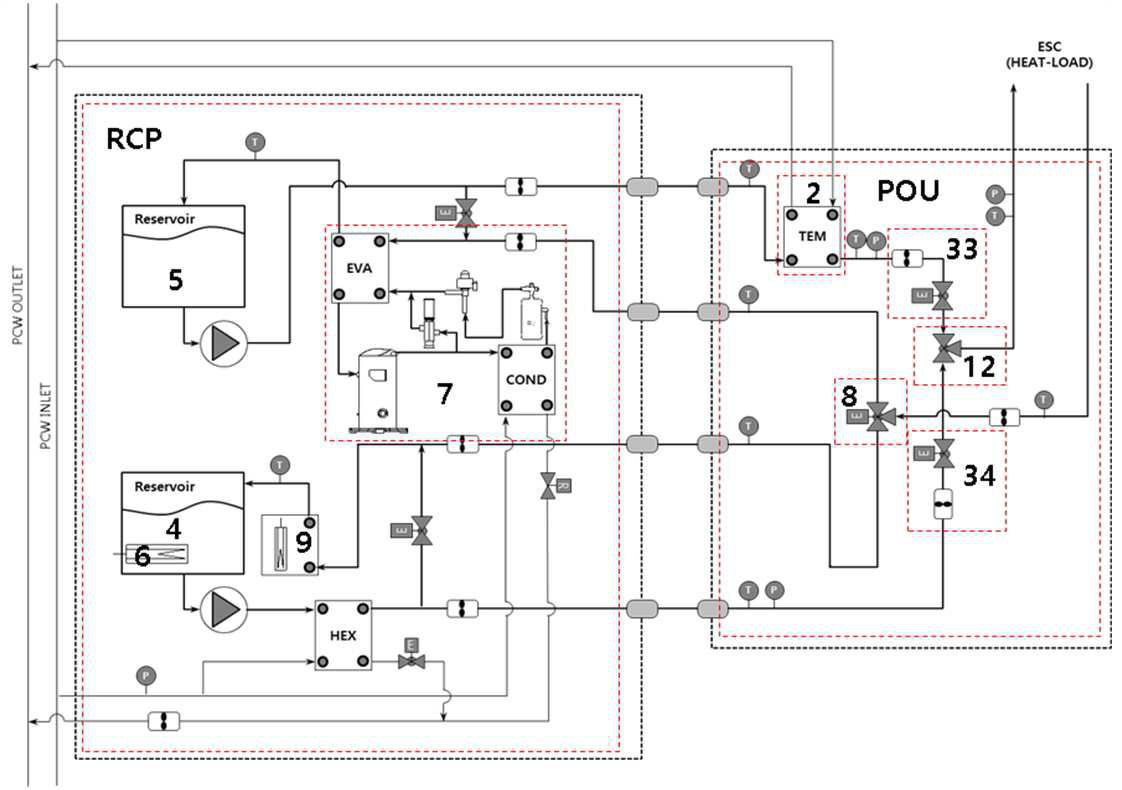 ESC
(HEAT-LOAD)
RCP
T
T
2
POU
P
T
Reservoir
TEM
T
P
33
E
5
EVA
E
PCW OUTLET
T
12
7
COND
8
T
E
PCW INLET
T
E
34
T
Reservoir
R
4
9
E
6
T
P
HEX
E
P